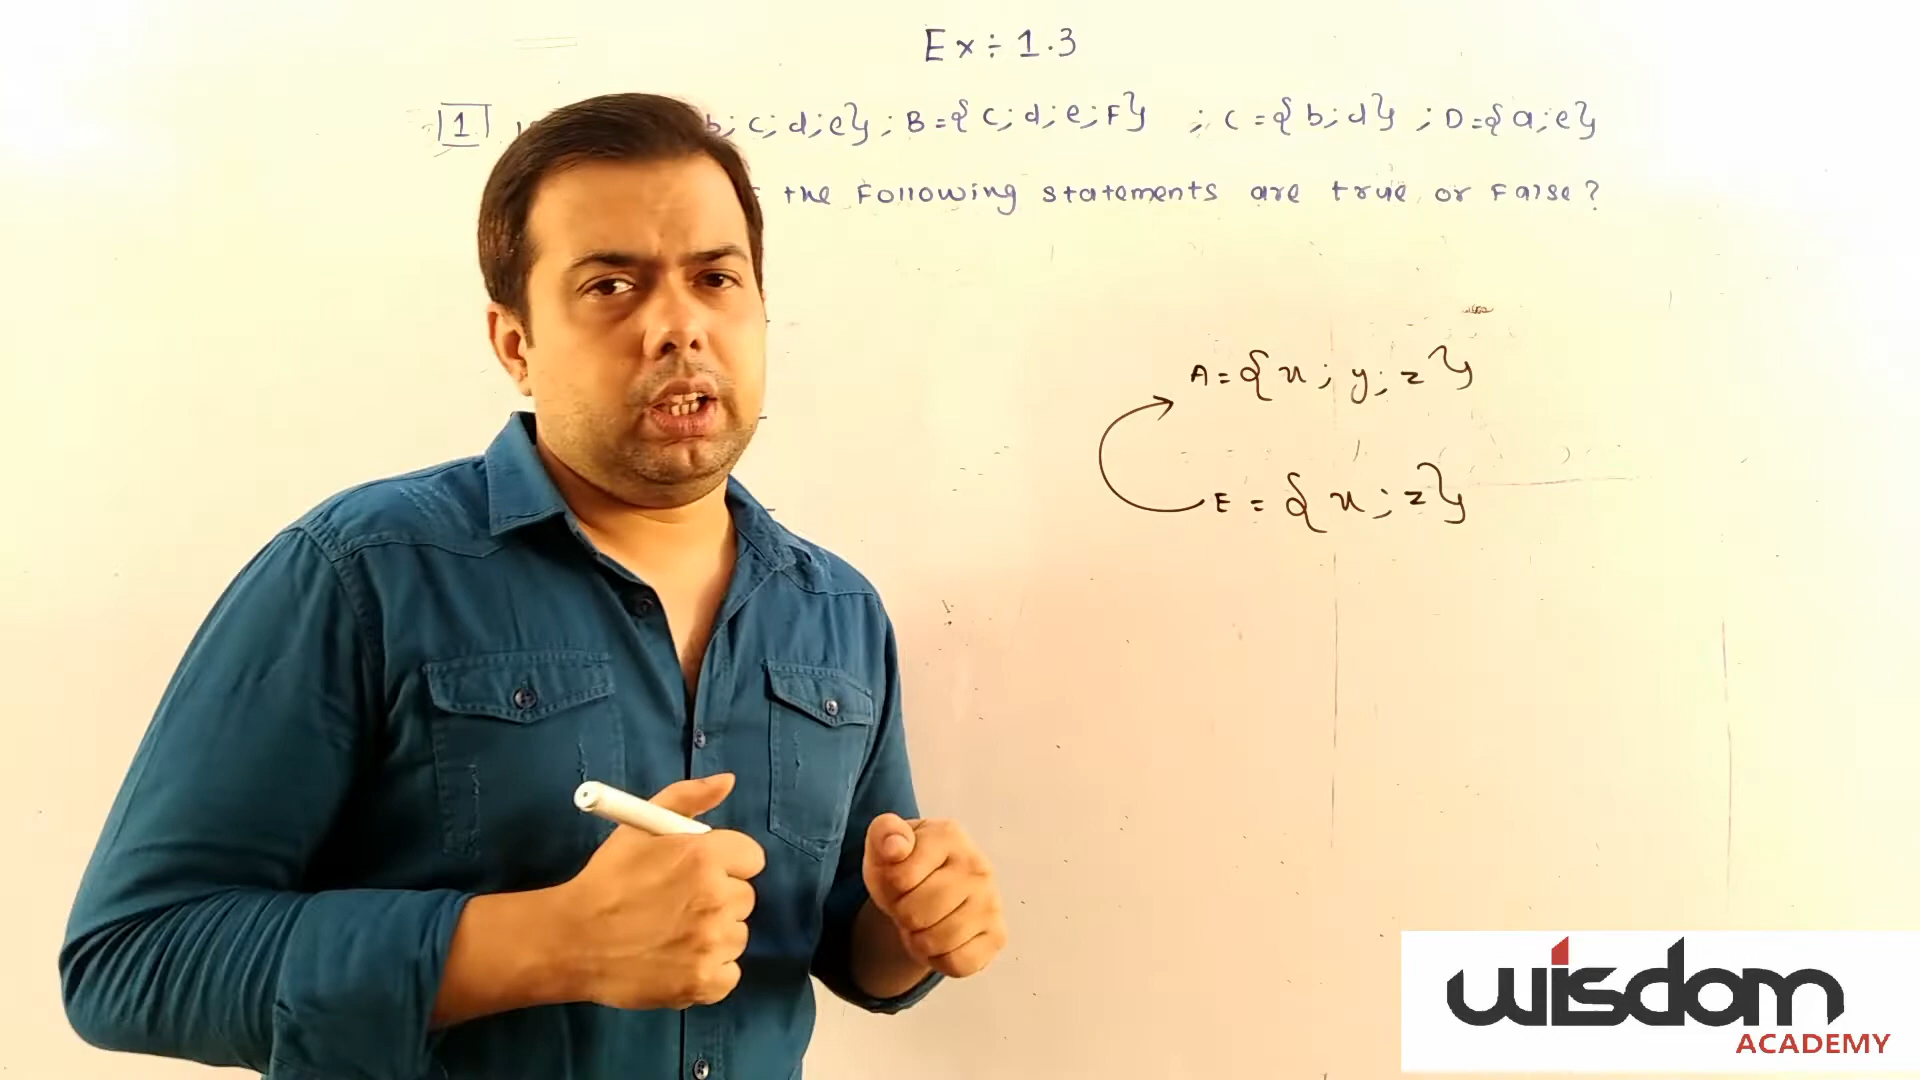 Ex÷ 1.3
1 b; c; d; e}; B={ c; d; e; F} ; C = { b; d} ; D={ a; e}
the Following statements are true or False?
A = { x ; y ; z }
E = { x ; z }
wisdom
ACADEMY